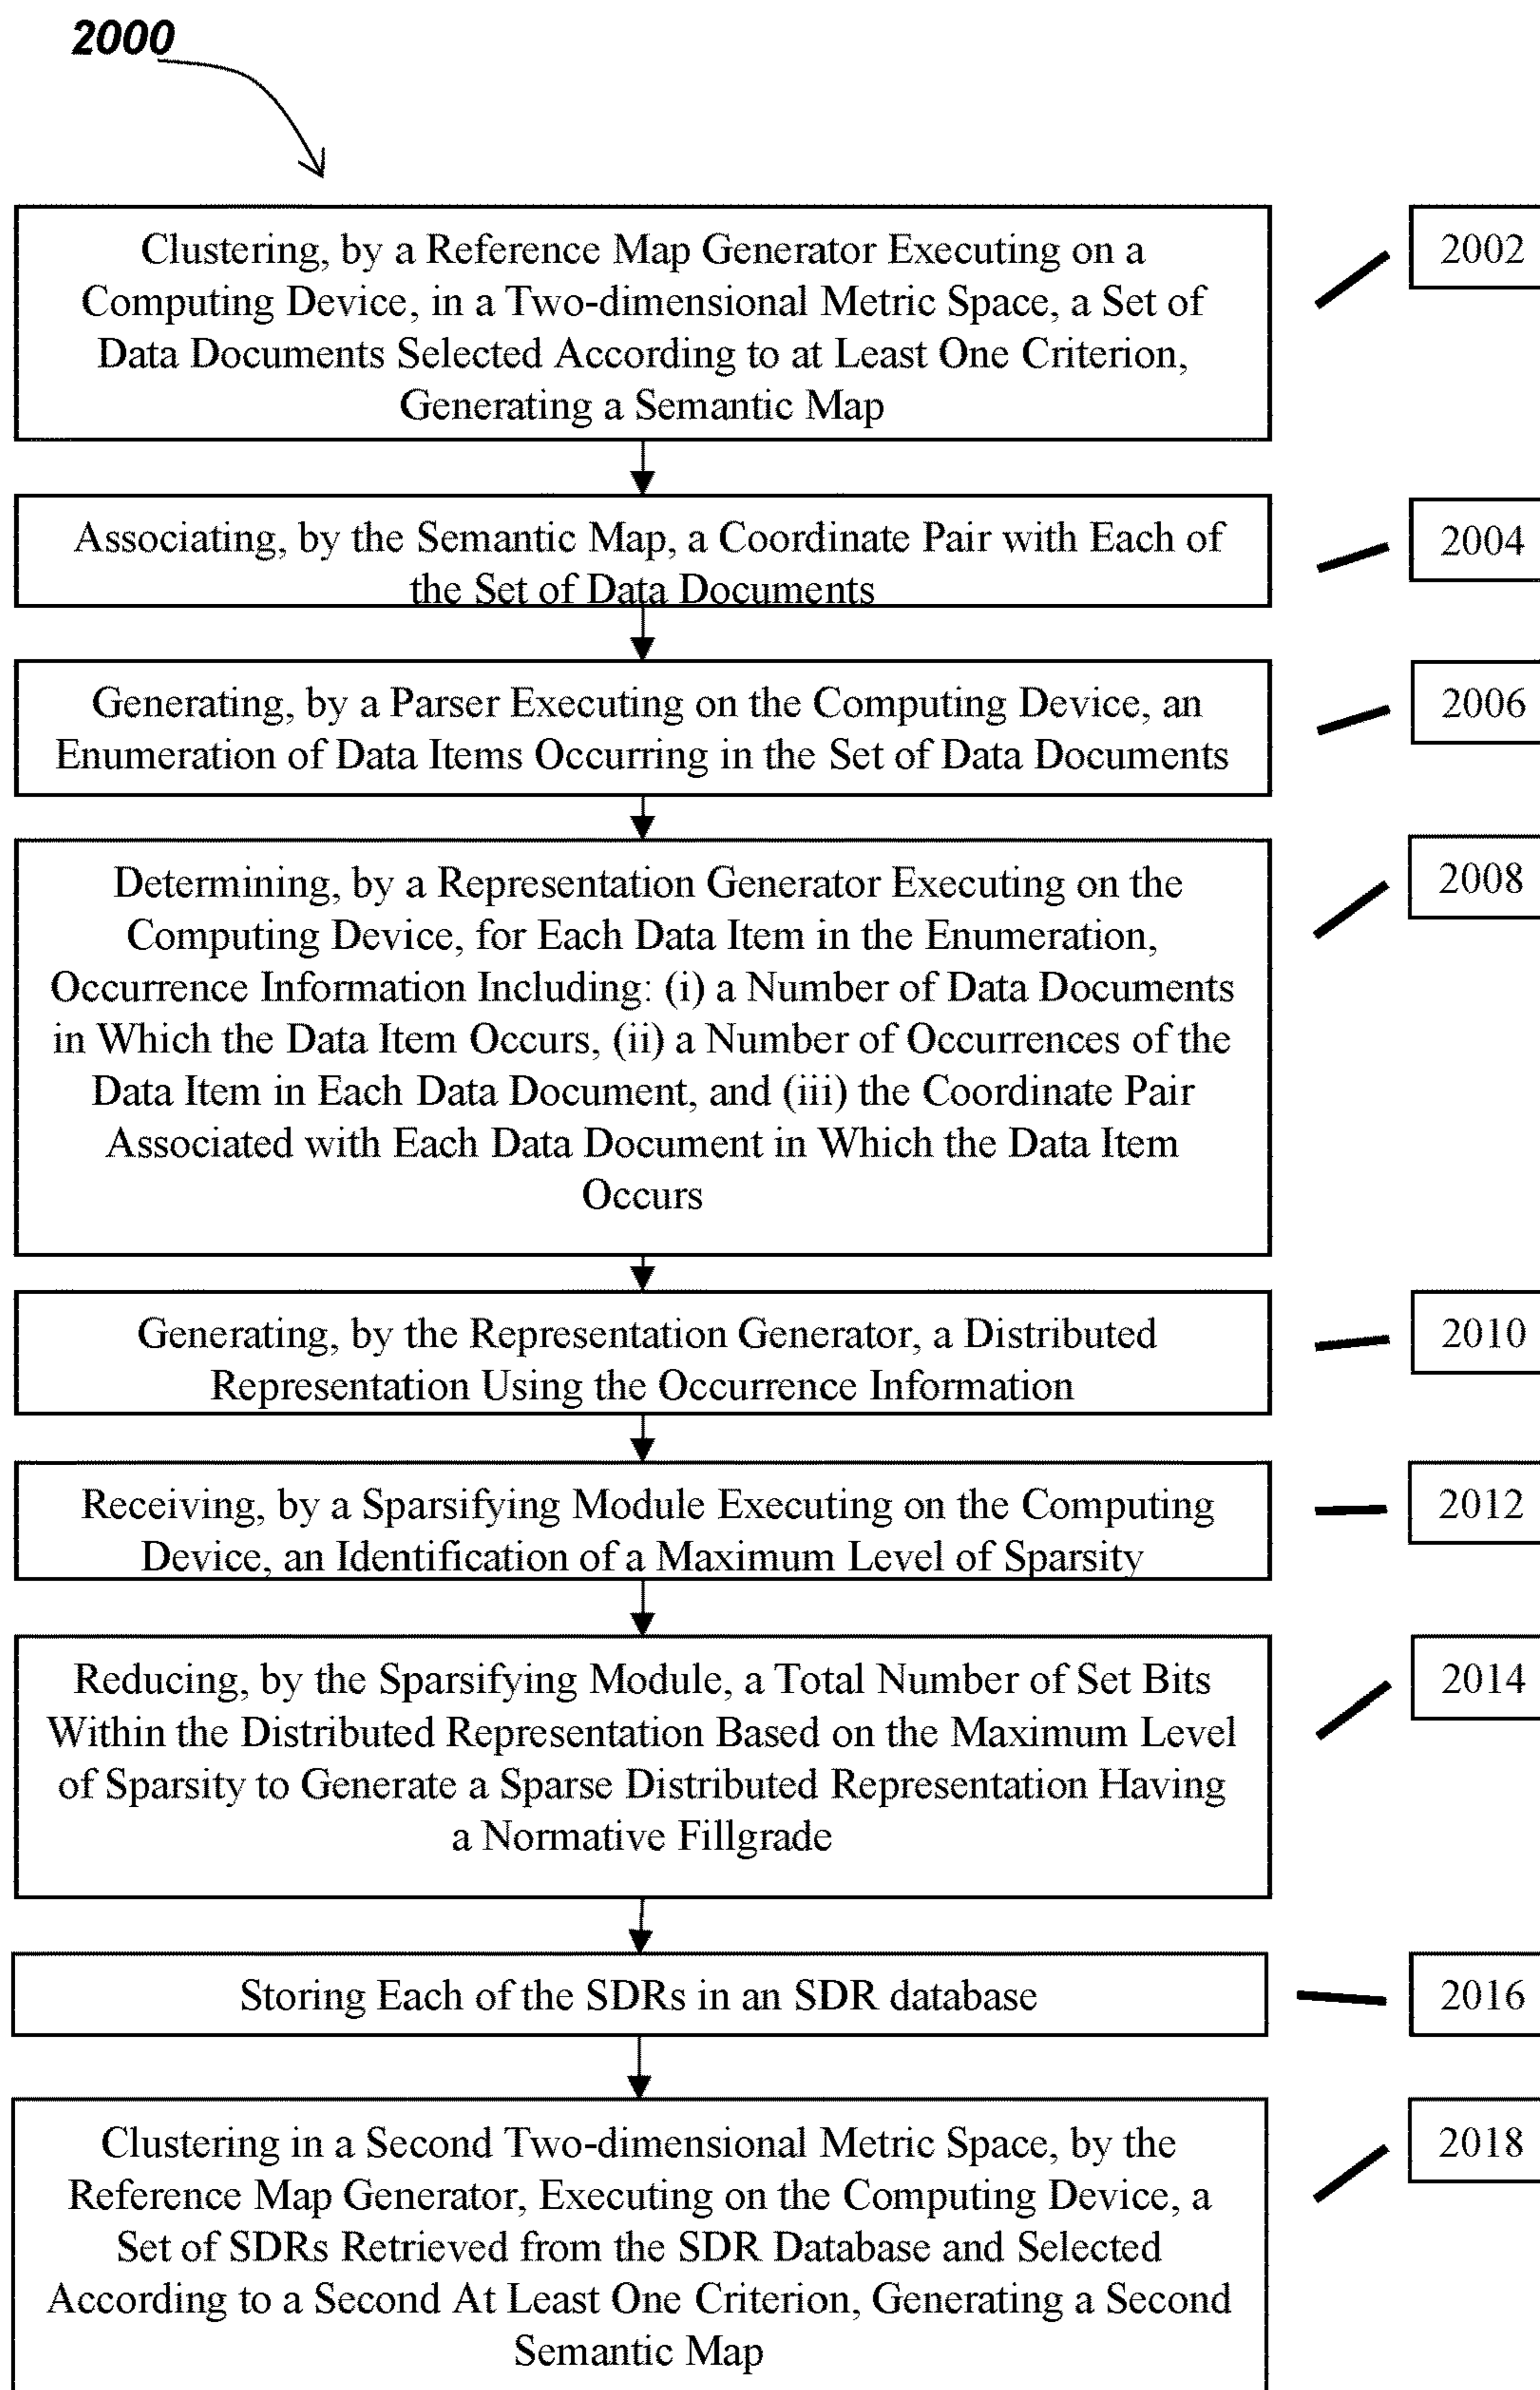 2000
Clustering, by a Reference Map Generator Executing on a
Computing Device, in a Two-dimensional Metric Space, a Set of
Data Documents Selected According to at Least One Criterion,
Generating a Semantic Map
2002
Associating, by the Semantic Map, a Coordinate Pair with Each of
the Set of Data Documents
2004
Generating, by a Parser Executing on the Computing Device, an
Enumeration of Data Items Occurring in the Set of Data Documents
2006
Determining, by a Representation Generator Executing on the
Computing Device, for Each Data Item in the Enumeration,
Occurrence Information Including: (i) a Number of Data Documents
in Which the Data Item Occurs, (ii) a Number of Occurrences of the
Data Item in Each Data Document, and (iii) the Coordinate Pair
Associated with Each Data Document in Which the Data Item
Occurs
2008
Generating, by the Representation Generator, a Distributed
Representation Using the Occurrence Information
2010
Receiving, by a Sparsifying Module Executing on the Computing
Device, an Identification of a Maximum Level of Sparsity
2012
Reducing, by the Sparsifying Module, a Total Number of Set Bits
Within the Distributed Representation Based on the Maximum Level
of Sparsity to Generate a Sparse Distributed Representation Having
a Normative Fillgrade
2014
Storing Each of the SDRs in an SDR database
2016
Clustering in a Second Two-dimensional Metric Space, by the
Reference Map Generator, Executing on the Computing Device, a
Set of SDRs Retrieved from the SDR Database and Selected
According to a Second At Least One Criterion, Generating a Second
Semantic Map
2018